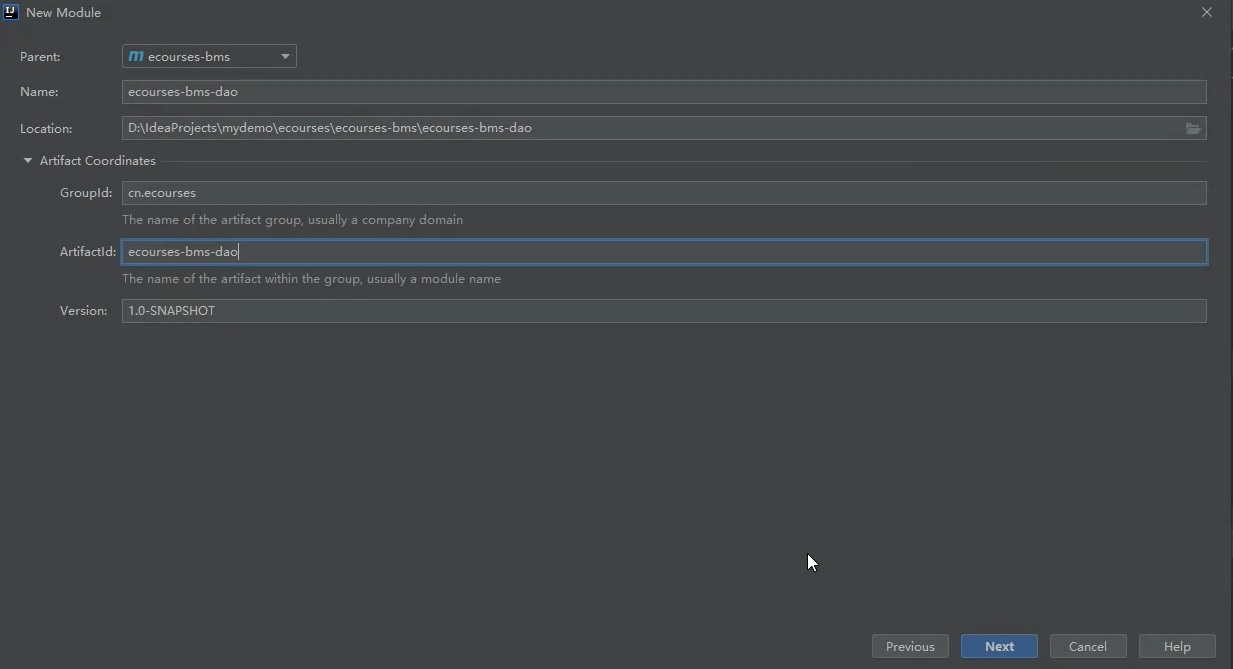 New Module
Parent: m ecourses-bms
Name: ecourses-bms-dao
Location: D:\IdeaProjects\mydemo\ecourses\ecourses-bms\ecourses-bms-dao
Artifact Coordinates
GroupId: cn.ecourses
The name of the artifact group, usually a company domain
ArtifactId: ecourses-bms-dao
The name of the artifact within the group, usually a module name
Version: 1.0-SNAPSHOT
Previous Next Cancel Help